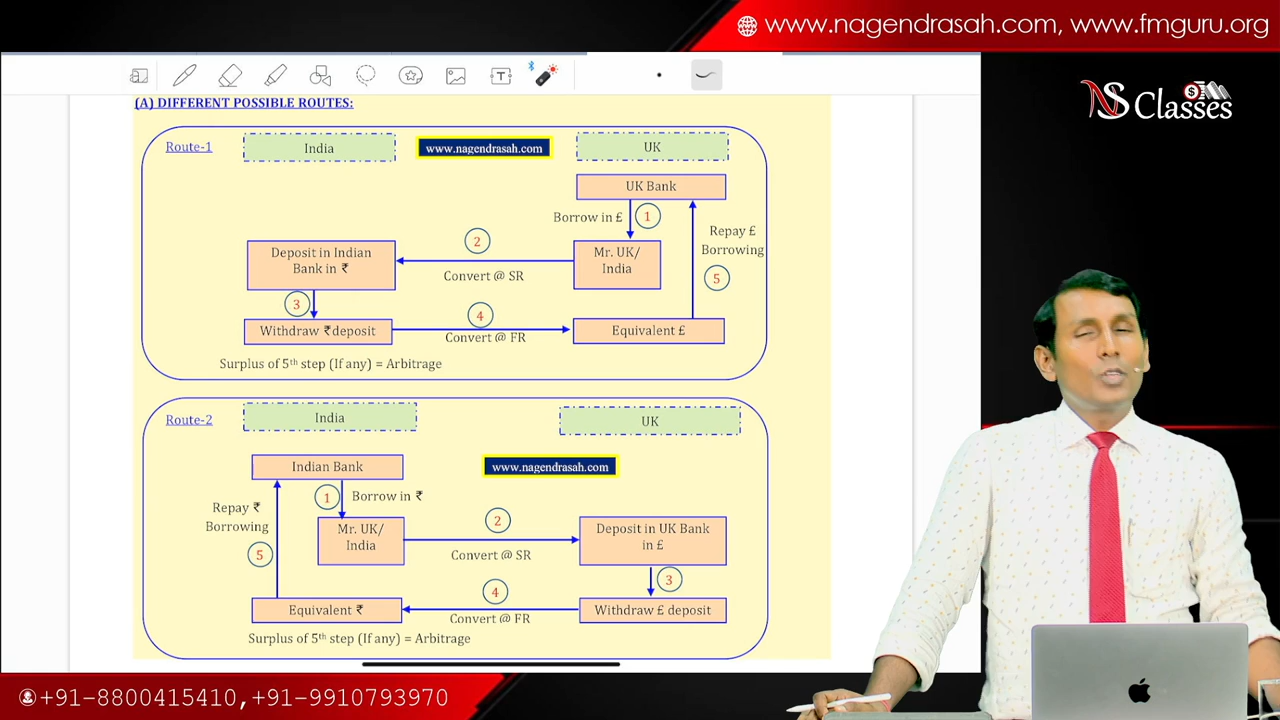 www.nagendrasah.com, www.fmguru.org
NS Classes
(A) DIFFERENT POSSIBLE ROUTES:
Route-1
India
www.nagendrasah.com
UK
UK Bank
Borrow in £
1
Repay £
Borrowing
5
2
Deposit in Indian
Bank in ₹
Convert @ SR
Mr. UK/
India
3
4
Withdraw ₹ deposit
Convert @ FR
Equivalent £
Surplus of 5th step (If any) = Arbitrage
Route-2
India
UK
Indian Bank
www.nagendrasah.com
1
Borrow in ₹
Repay ₹
Borrowing
5
2
Mr. UK/
India
Convert @ SR
Deposit in UK Bank
in £
3
4
Equivalent ₹
Convert @ FR
Withdraw £ deposit
Surplus of 5th step (If any) = Arbitrage
+91-8800415410,+91-9910793970